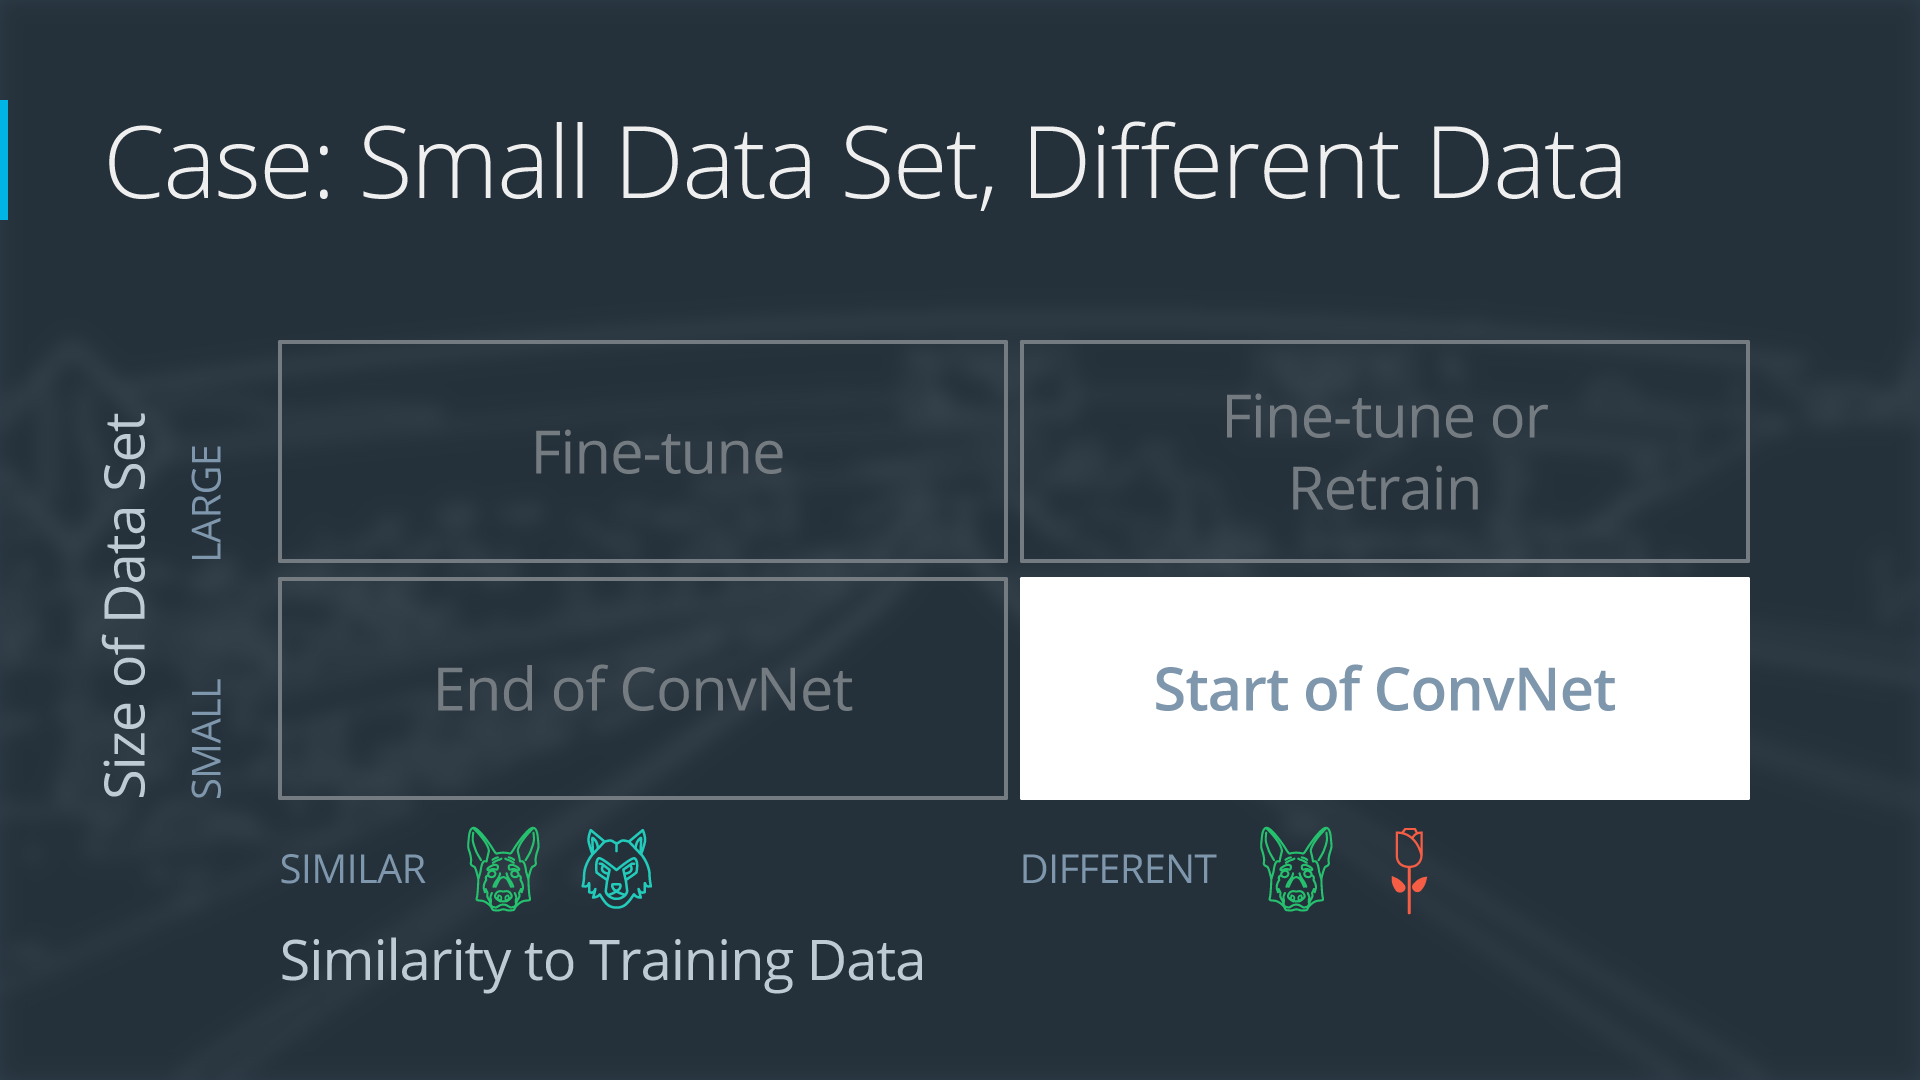 Case: Small Data Set, Different Data
Size of Data Set
LARGE
SMALL
Fine-tune
Fine-tune or
Retrain
End of ConvNet
Start of ConvNet
SIMILAR
DIFFERENT
Similarity to Training Data